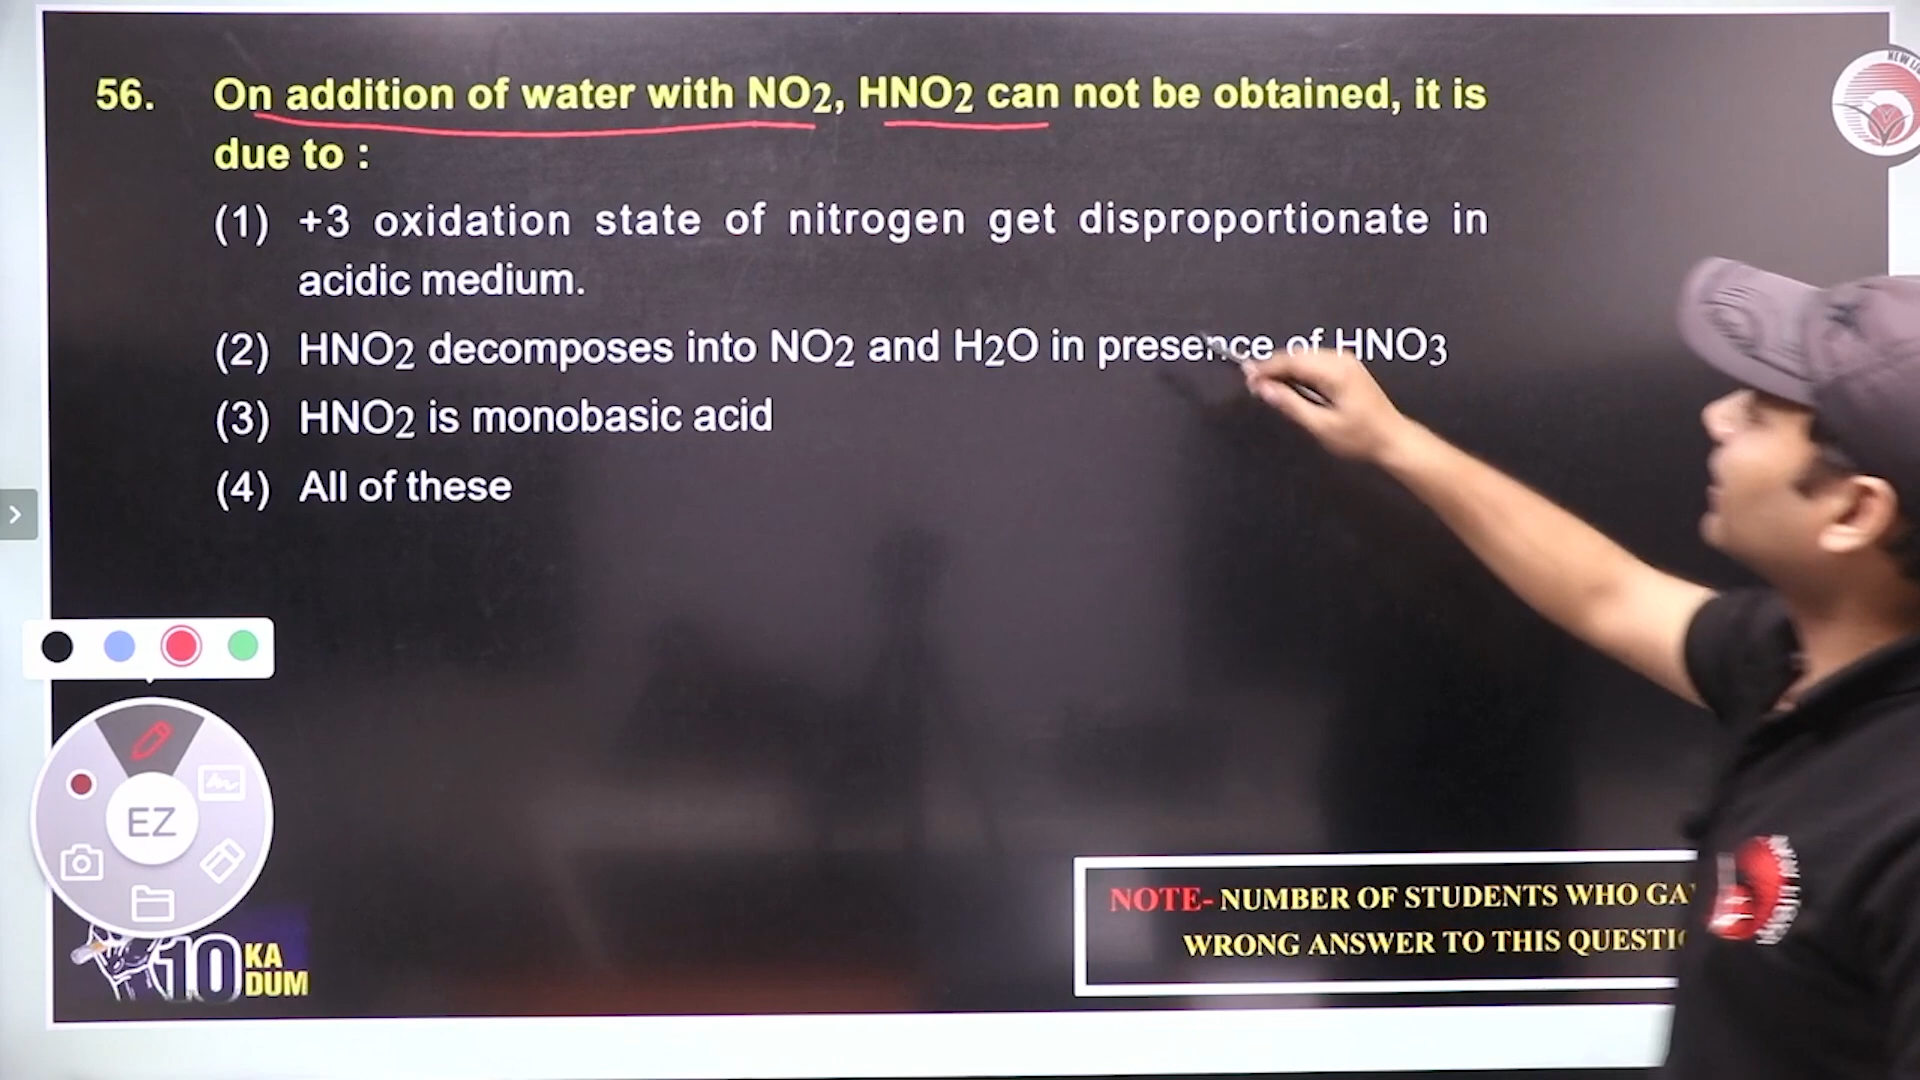 56. On addition of water with NO2, HNO2 can not be obtained, it is
due to :
(1) +3 oxidation state of nitrogen get disproportionate in
acidic medium.
(2) HNO2 decomposes into NO2 and H2O in presence of HNO3
(3) HNO2 is monobasic acid
(4) All of these
EZ
NOTE- NUMBER OF STUDENTS WHO GA
WRONG ANSWER TO THIS QUESTI
10 KA
DUM